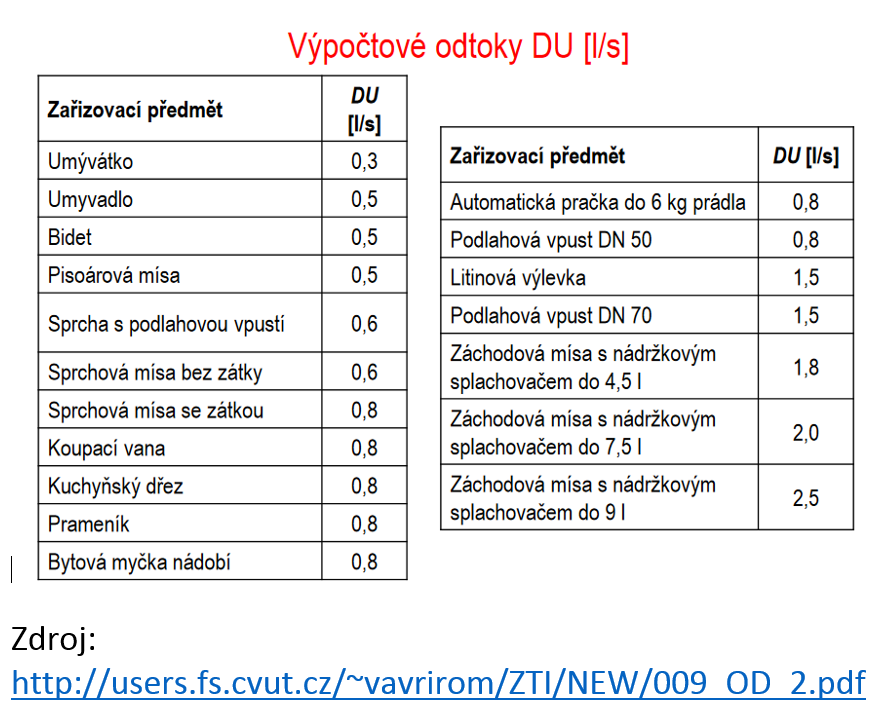 Výpočtové odtoky DU [l/s]
Zařizovací předmět DU [l/s]
Umývátko 0,3
Umyvadlo 0,5
Bidet 0,5
Pisoárová mísa 0,5
Sprcha s podlahovou vpustí 0,6
Sprchová mísa bez zátky 0,6
Sprchová mísa se zátkou 0,8
Koupací vana 0,8
Kuchyňský dřez 0,8
Prameník 0,8
Bytová myčka nádobí 0,8
Zařizovací předmět DU [l/s]
Automatická pračka do 6 kg prádla 0,8
Podlahová vpust DN 50 0,8
Litinová výlevka 1,5
Podlahová vpust DN 70 1,5
Záchodová mísa s nádržkovým
splachovačem do 4,5 l 1,8
Záchodová mísa s nádržkovým
splachovačem do 7,5 l 2,0
Záchodová mísa s nádržkovým
splachovačem do 9 l 2,5
Zdroj:
http://users.fs.cvut.cz/~vavrirom/ZTI/NEW/009_OD_2.pdf